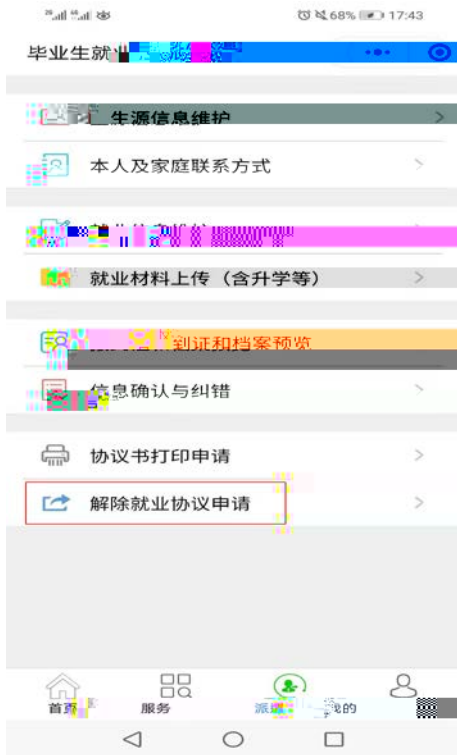 68% 17:43
毕业生就业
生源信息维护
本人及家庭联系方式
就业材料上传（含升学等）
到证和档案预览
信息确认与纠错
协议书打印申请
解除就业协议申请
首页 服务 派遣 我的